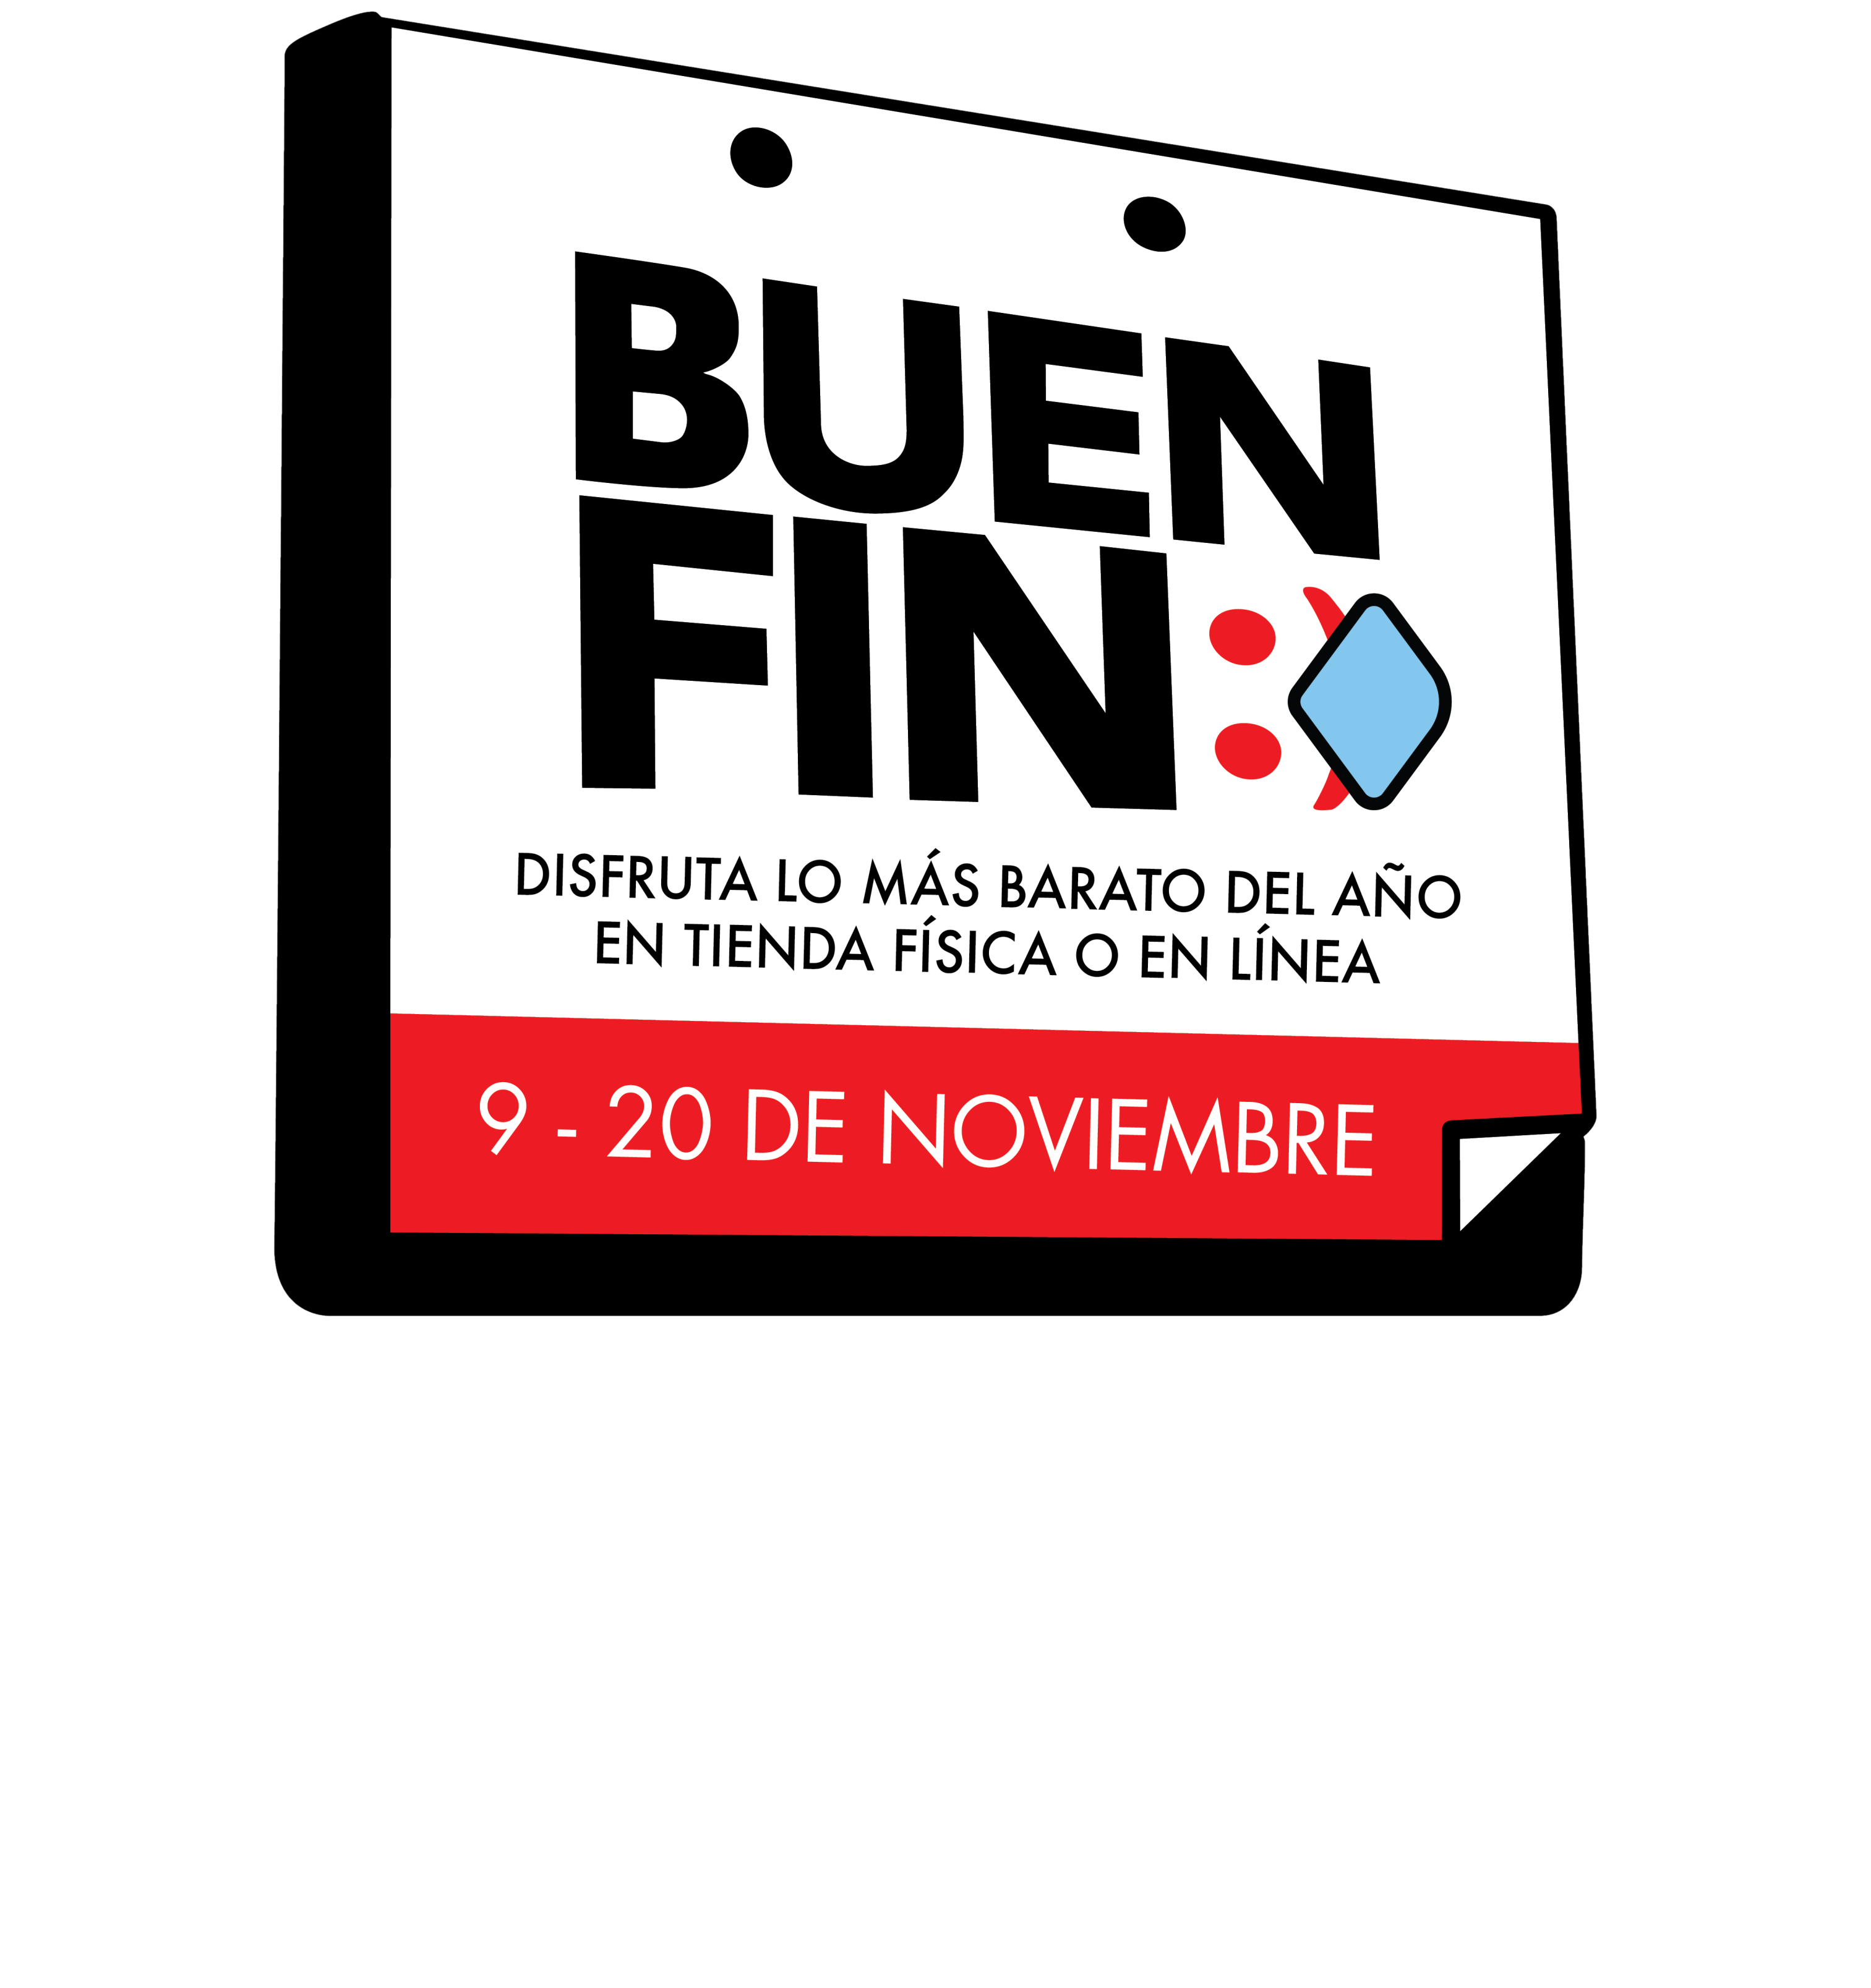 BUEN
FIN:)
DISFRUTA LO MÁS BARATO DEL AÑO
EN TIENDA FÍSICA O EN LÍNEA
9 - 20 DE NOVIEMBRE